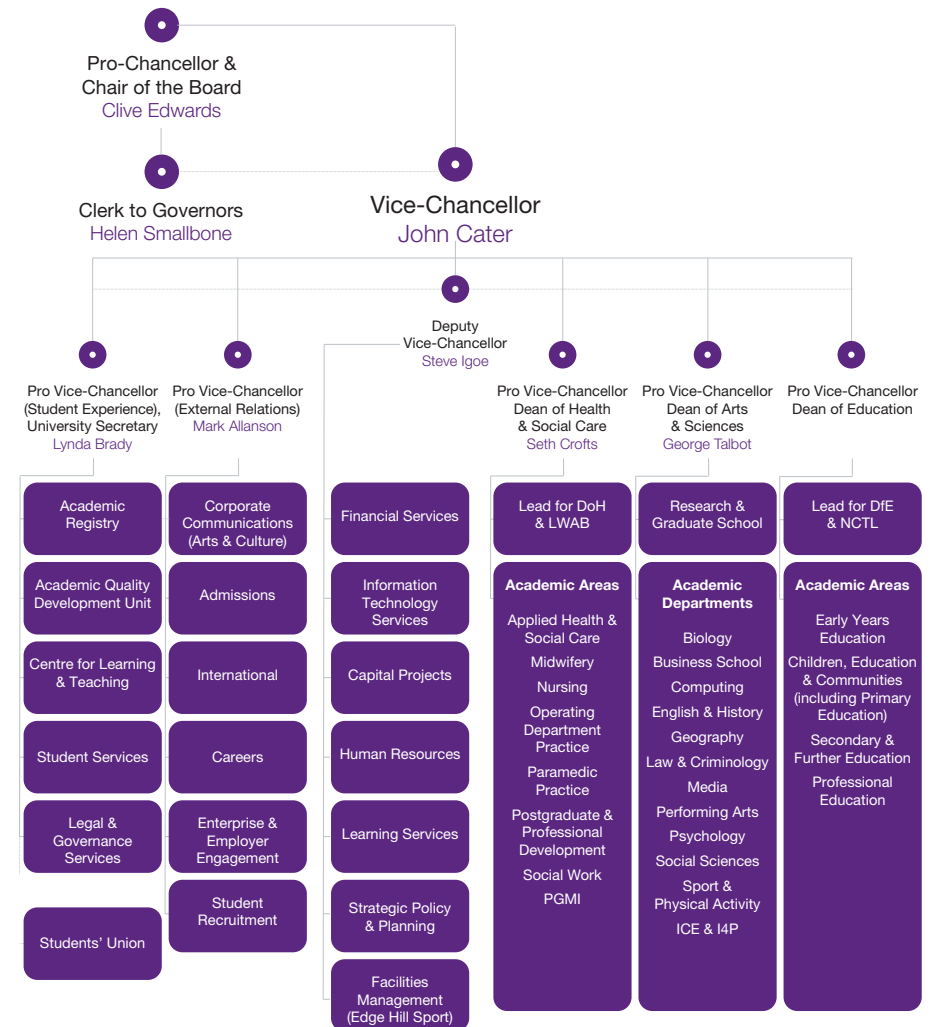 Pro-Chancellor &
Chair of the Board
Clive Edwards
Clerk to Governors
Helen Smallbone
Vice-Chancellor
John Cater
Deputy
Vice-Chancellor
Steve Igoe
Pro Vice-Chancellor
(Student Experience),
University Secretary
Lynda Brady
Pro Vice-Chancellor
(External Relations)
Mark Allanson
Pro Vice-Chancellor
Dean of Health
& Social Care
Seth Crofts
Pro Vice-Chancellor
Dean of Arts
& Sciences
George Talbot
Pro Vice-Chancellor
Dean of Education
Academic
Registry
Academic Quality
Development Unit
Centre for Learning
& Teaching
Student Services
Legal &
Governance
Services
Students' Union
Corporate
Communications
(Arts & Culture)
Admissions
International
Careers
Enterprise &
Employer
Engagement
Student
Recruitment
Financial Services
Information
Technology
Services
Capital Projects
Human Resources
Learning Services
Strategic Policy
& Planning
Facilities
Management
(Edge Hill Sport)
Lead for DoH
& LWAB
Academic Areas
Applied Health &
Social Care
Midwifery
Nursing
Operating
Department
Practice
Paramedic
Practice
Postgraduate &
Professional
Development
Social Work
PGMI
Research &
Graduate School
Academic
Departments
Biology
Business School
Computing
English & History
Geography
Law & Criminology
Media
Performing Arts
Psychology
Social Sciences
Sport &
Physical Activity
ICE & I4P
Lead for DfE
& NCTL
Academic Areas
Early Years
Education
Children, Education
& Communities
(including Primary
Education)
Secondary &
Further Education
Professional
Education